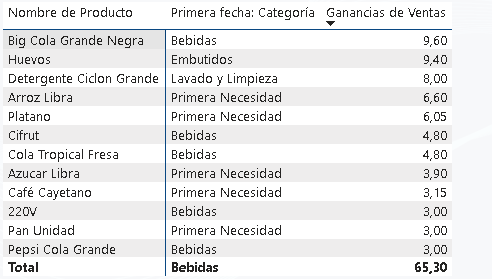 Nombre de Producto Primera fecha: Categoría Ganancias de Ventas
Big Cola Grande Negra Bebidas 9,60
Huevos Embutidos 9,40
Detergente Ciclon Grande Lavado y Limpieza 8,00
Arroz Libra Primera Necesidad 6,60
Platano Primera Necesidad 6,05
Cifrut Bebidas 4,80
Cola Tropical Fresa Bebidas 4,80
Azucar Libra Primera Necesidad 3,90
Café Cayetano Primera Necesidad 3,15
220V Bebidas 3,00
Pan Unidad Primera Necesidad 3,00
Pepsi Cola Grande Bebidas 3,00
Total Bebidas 65,30